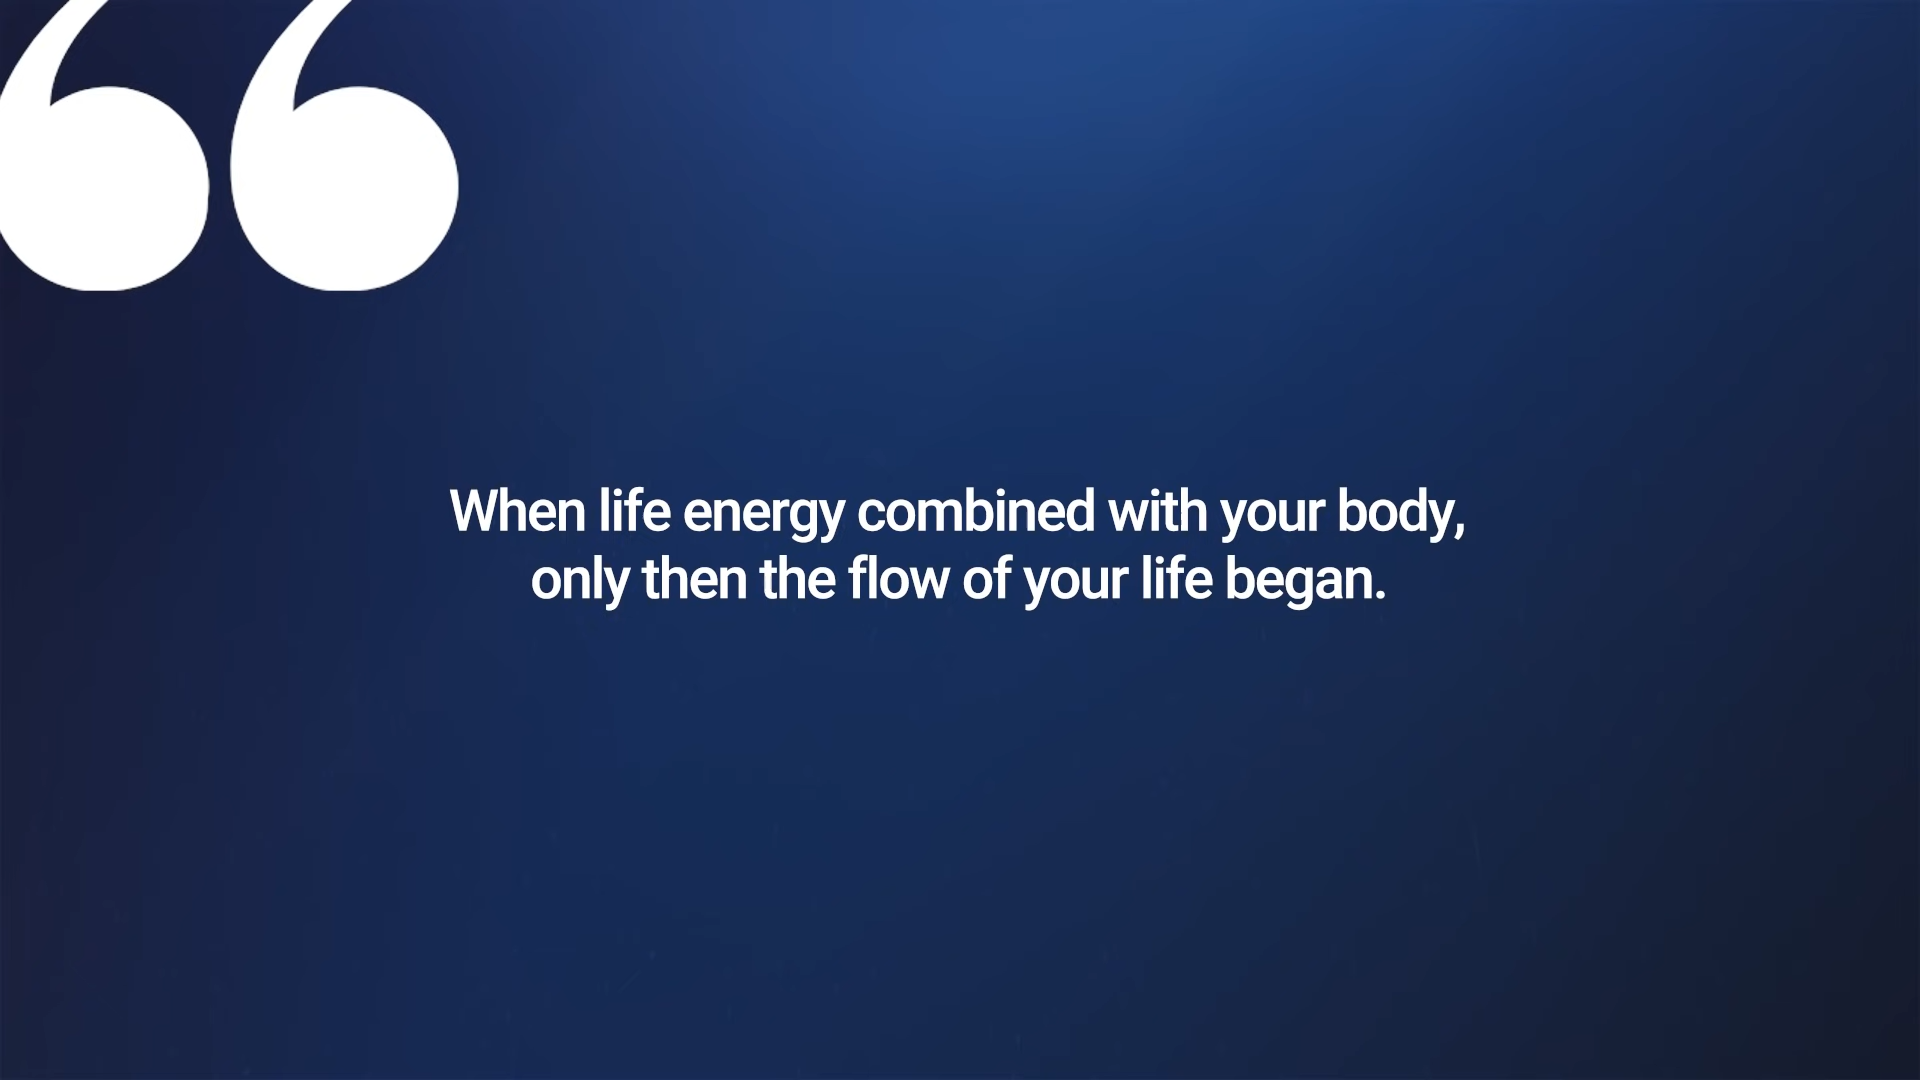 When life energy combined with your body,
only then the flow of your life began.